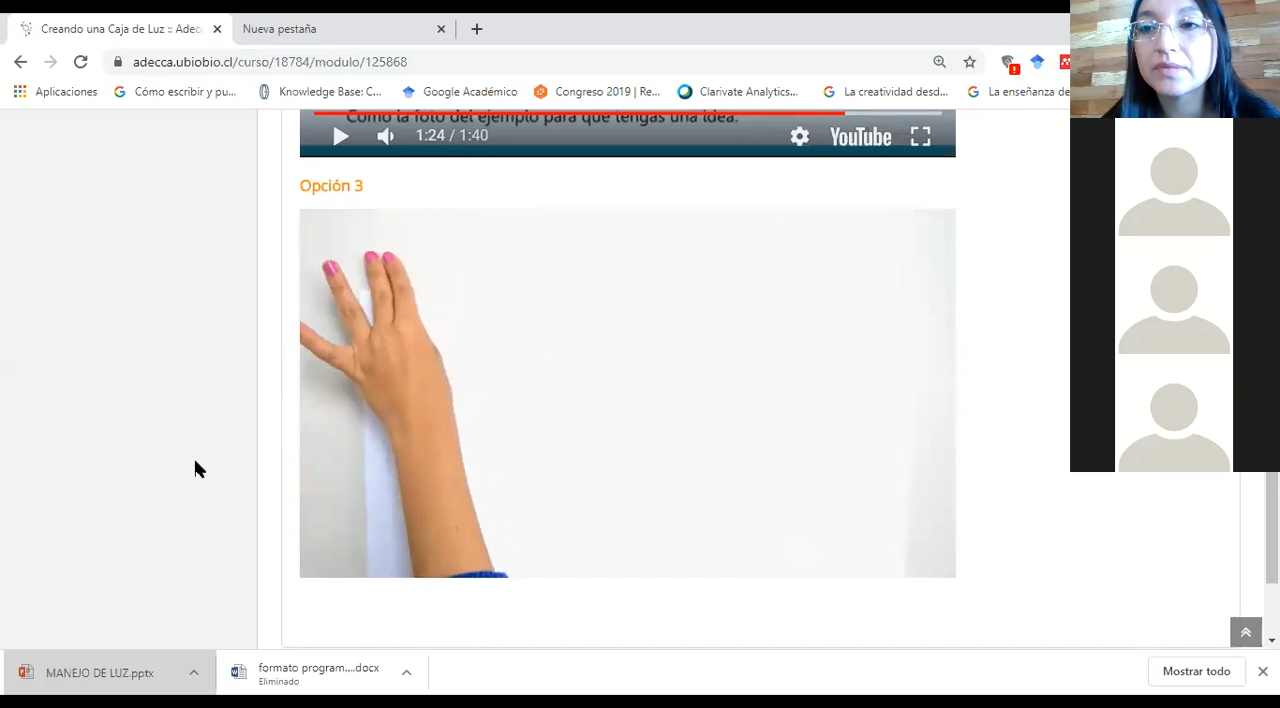 Creando una Caja de Luz :: Adecc
Nueva pestaña
adecca.ubiobio.cl/curso/18784/modulo/125868
Aplicaciones
Cómo escribir y pu...
Knowledge Base: C...
Google Académico
Congreso 2019 | Re...
Clarivate Analytics...
La creatividad desd...
La enseñanza de
Como la foto del ejemplo para que tengas una idea.
1:24 / 1:40
YouTube
Opción 3
MANEJO DE LUZ.pptx
formato program....docx
Eliminado
Mostrar todo